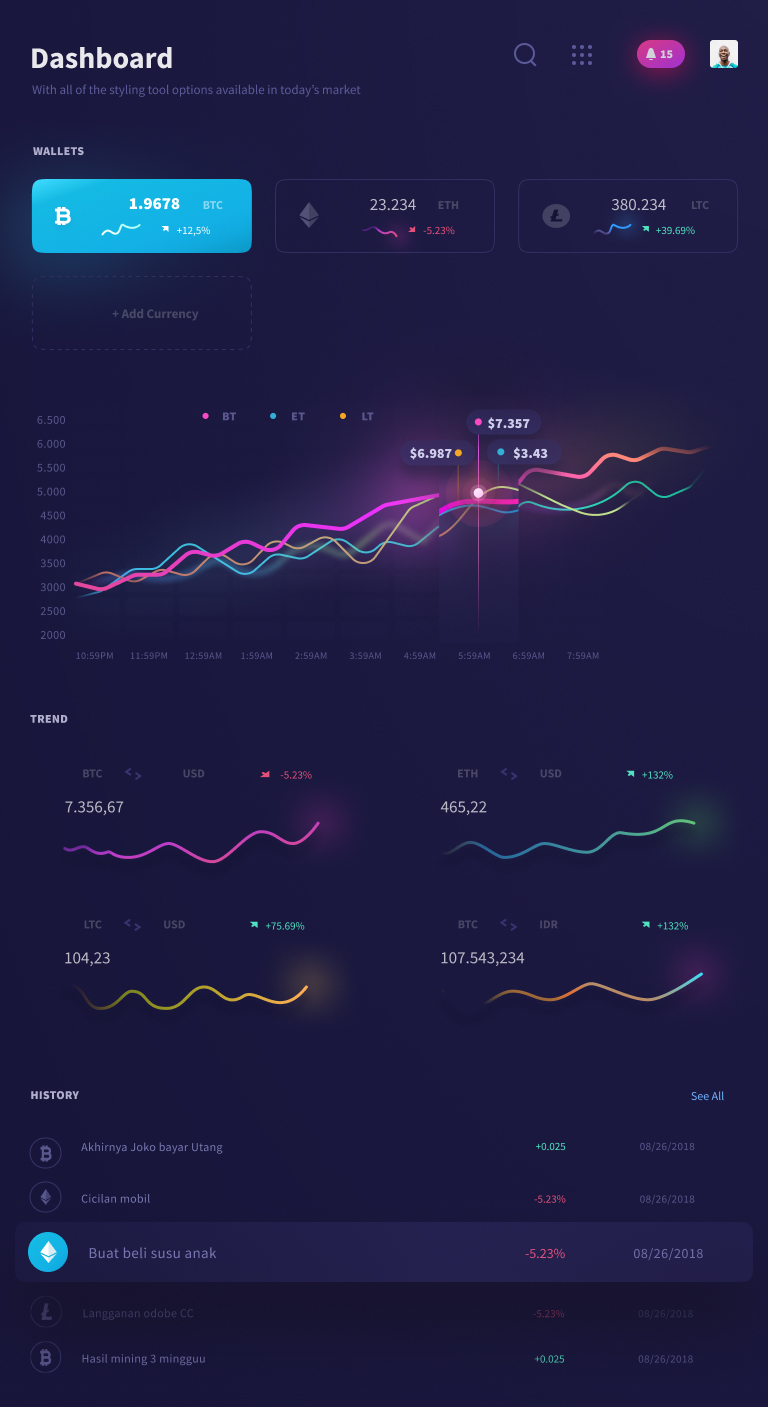 Dashboard
15
With all of the styling tool options available in today's market
WALLETS
1.9678 BTC
+12,5%
23.234 ETH
-5.23%
380.234 LTC
+39.69%
+ Add Currency
BT ET LT
$7.357
$6.987
$3.43
6.500
6.000
5.500
5.000
4500
4000
3500
3000
2500
2000
10:59PM 11:59PM 12:59AM 1:59AM 2:59AM 3:59AM 4:59AM 5:59AM 6:59AM 7:59AM
TREND
BTC < > USD -5.23%
7.356,67
ETH < > USD +132%
465,22
LTC < > USD +75.69%
104,23
BTC < > IDR +132%
107.543,234
HISTORY See All
Akhirnya Joko bayar Utang +0.025 08/26/2018
Cicilan mobil -5.23% 08/26/2018
Buat beli susu anak -5.23% 08/26/2018
Langganan odobe CC -5.23% 08/26/2018
Hasil mining 3 mingguu +0.025 08/26/2018